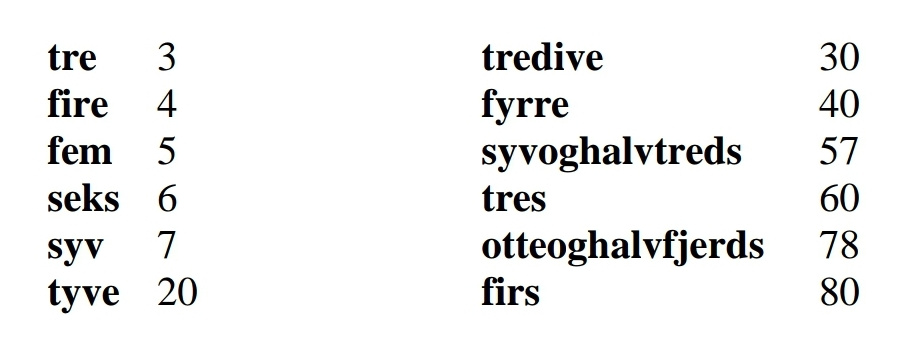 tre 3
fire 4
fem 5
seks 6
syv 7
tyve 20
tredive 30
fyrre 40
syvoghalvtreds 57
tres 60
otteoghalvfjerds 78
firs 80